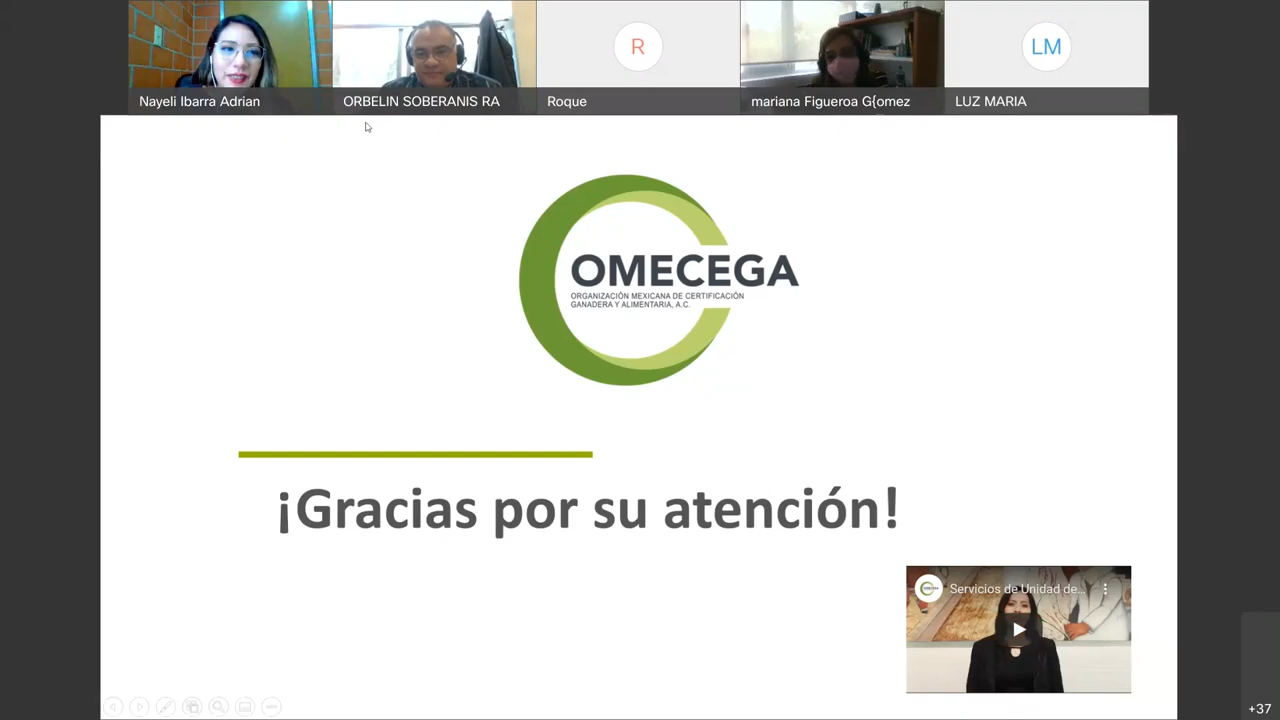 Nayeli Ibarra Adrian
ORBELIN SOBERANIS RA
R
Roque
mariana Figueroa G{omez
LM
LUZ MARIA
OMECEGA
ORGANIZACIÓN MEXICANA DE CERTIFICACIÓN
GANADERA Y ALIMENTARIA, A.C.
¡Gracias por su atención!
Servicios de Unidad de...
+37